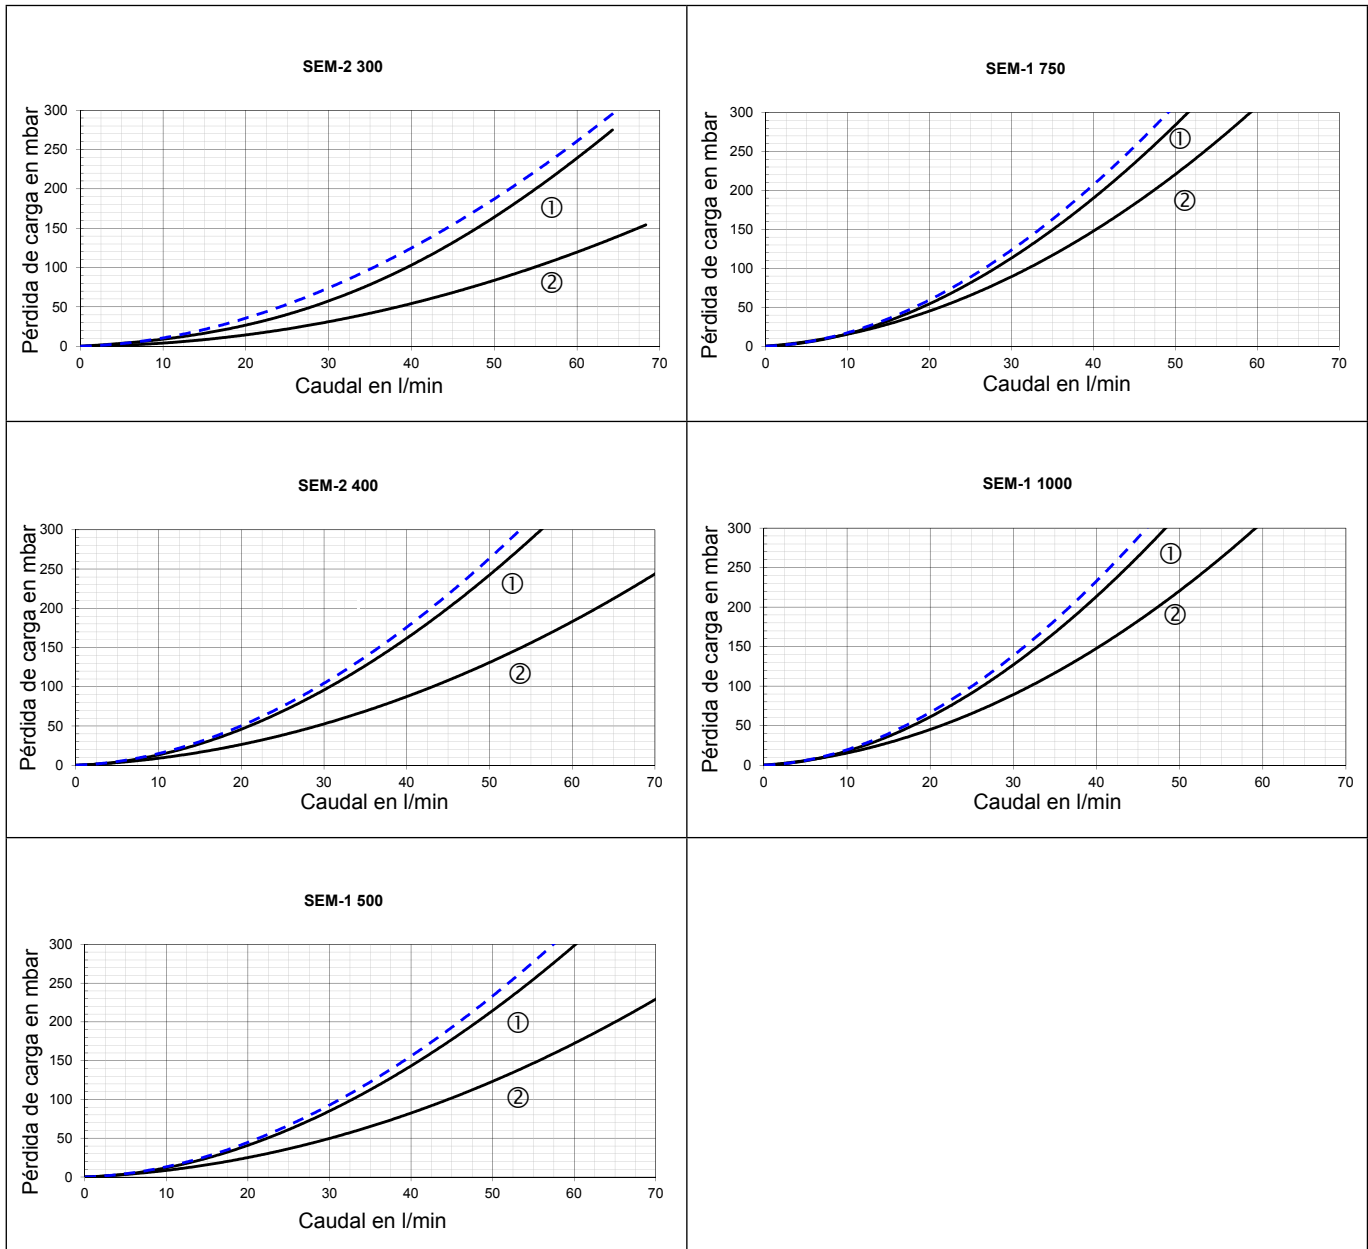 SEM-2 300
Pérdida de carga en mbar
300
250
200
150
100
50
0
①
②
0 10 20 30 40 50 60 70
Caudal en l/min
SEM-1 750
Pérdida de carga en mbar
300
250
200
150
100
50
0
①
②
0 10 20 30 40 50 60 70
Caudal en l/min
SEM-2 400
Pérdida de carga en mbar
300
250
200
150
100
50
0
①
②
0 10 20 30 40 50 60 70
Caudal en l/min
SEM-1 1000
Pérdida de carga en mbar
300
250
200
150
100
50
0
①
②
0 10 20 30 40 50 60 70
Caudal en l/min
SEM-1 500
Pérdida de carga en mbar
300
250
200
150
100
50
0
①
②
0 10 20 30 40 50 60 70
Caudal en l/min